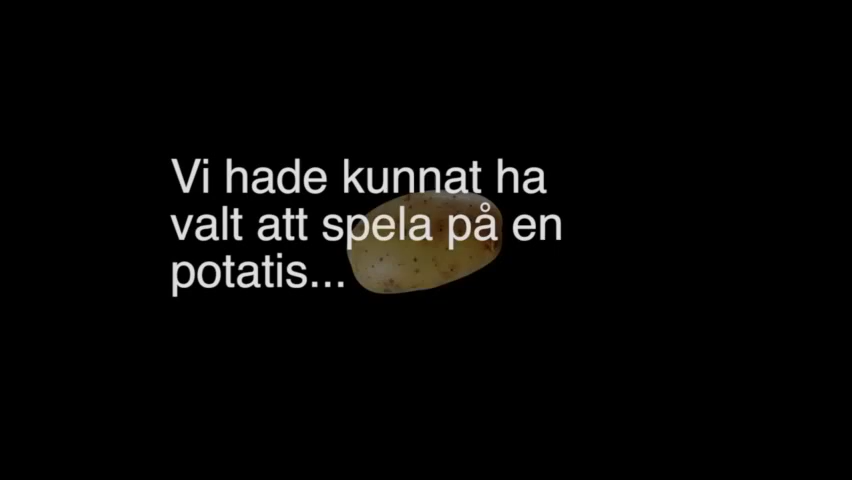 Vi hade kunnat ha
valt att spela på en
potatis...